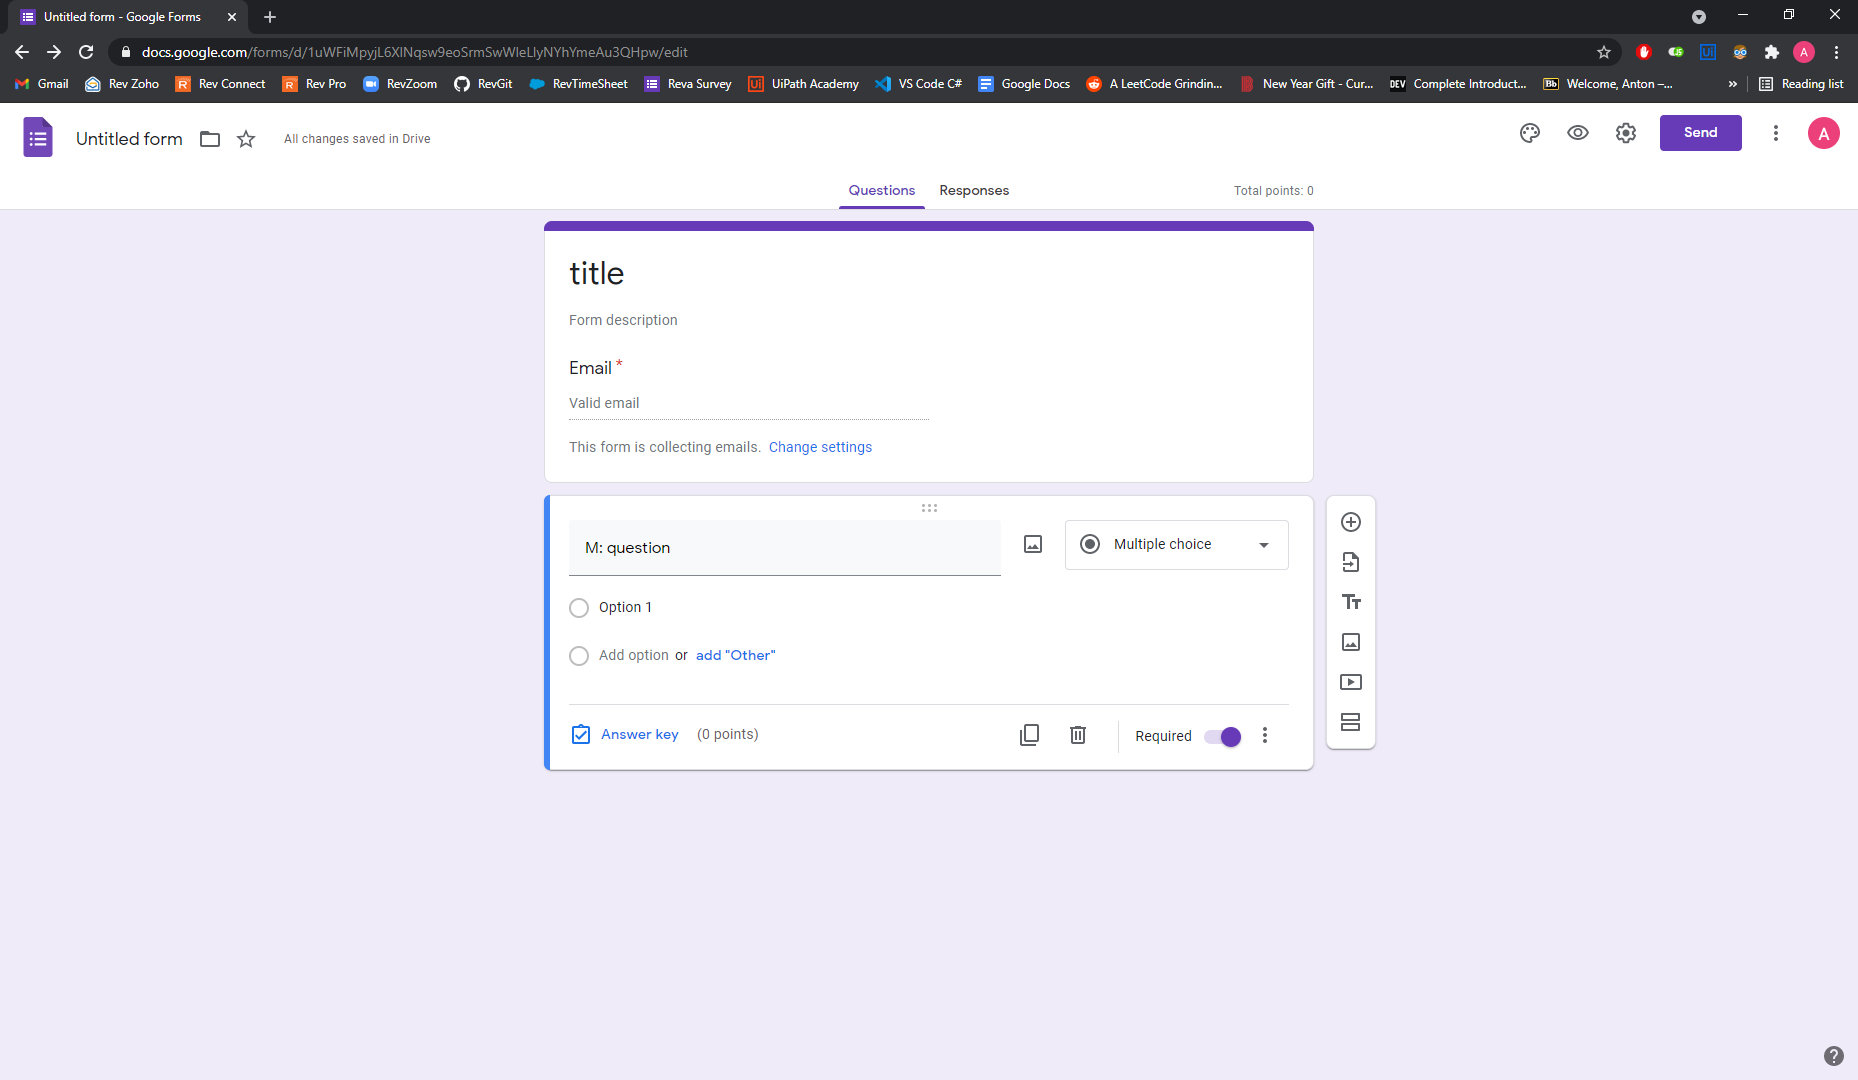 Untitled form - Google Forms
docs.google.com/forms/d/1uWFiMpyjL6XlNqsw9eoSrmSwWleLlyNYhYmeAu3QHpw/edit
A
Gmail Rev Zoho R Rev Connect R Rev Pro RevZoom RevGit RevTimeSheet Reva Survey Ui UiPath Academy VS Code C# Google Docs A LeetCode Grindin... New Year Gift - Cur... DEV Complete Introduct... Bb Welcome, Anton –... » Reading list
Untitled form All changes saved in Drive Send A
Questions Responses Total points: 0
title
Form description
Email *
Valid email
This form is collecting emails. Change settings
M: question Multiple choice
Option 1
Add option or add "Other"
Answer key (0 points) Required